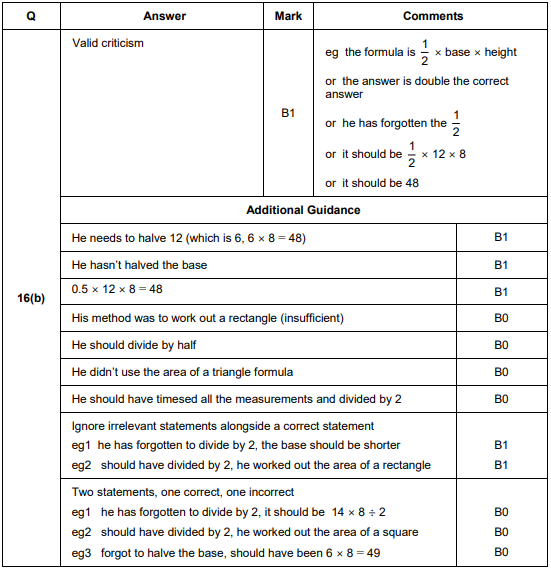 Q Answer Mark Comments
16(b)
Valid criticism
B1
eg the formula is 1/2 × base × height
or the answer is double the correct
answer
or he has forgotten the 1/2
or it should be 1/2 × 12 × 8
or it should be 48
Additional Guidance
He needs to halve 12 (which is 6, 6 × 8 = 48) B1
He hasn't halved the base B1
0.5 × 12 × 8 = 48 B1
His method was to work out a rectangle (insufficient) B0
He should divide by half B0
He didn't use the area of a triangle formula B0
He should have timesed all the measurements and divided by 2 B0
Ignore irrelevant statements alongside a correct statement
eg1 he has forgotten to divide by 2, the base should be shorter B1
eg2 should have divided by 2, he worked out the area of a rectangle B1
Two statements, one correct, one incorrect
eg1 he has forgotten to divide by 2, it should be 14 × 8 ÷ 2 B0
eg2 should have divided by 2, he worked out the area of a square B0
eg3 forgot to halve the base, should have been 6 × 8 = 49 B0